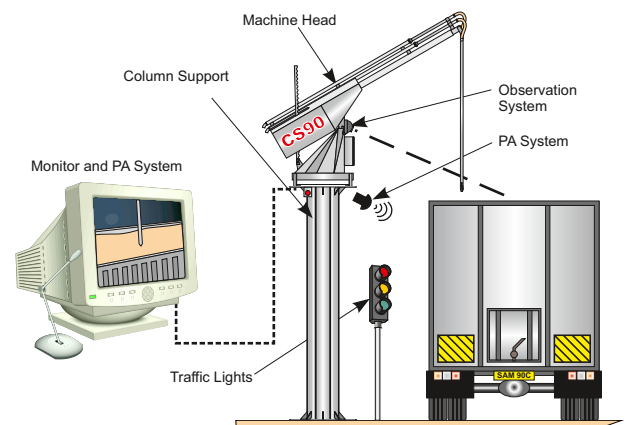 Machine Head
Column Support
Observation
System
CS90
PA System
Monitor and PA System
Traffic Lights
SAM 90C